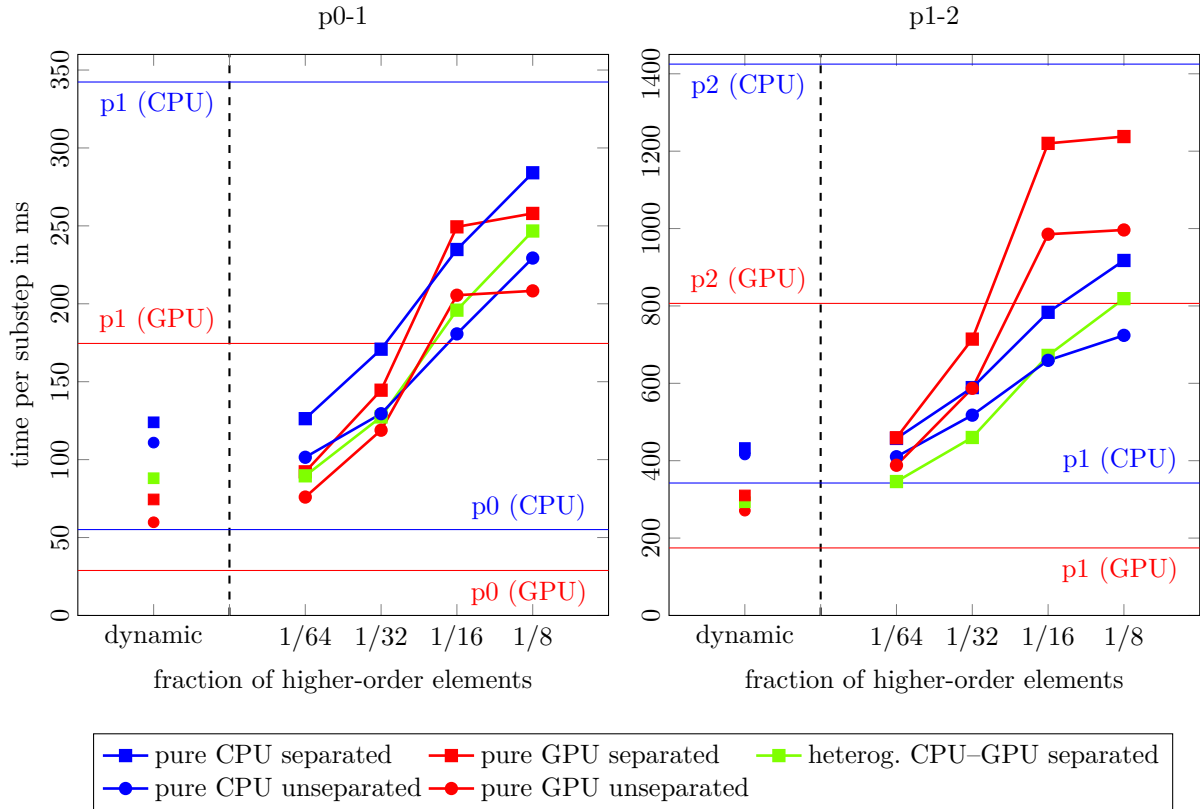 p0-1
p1-2
time per substep in ms
350
300
250
200
150
100
50
0
p1 (CPU)
p1 (GPU)
p0 (CPU)
p0 (GPU)
dynamic 1/64 1/32 1/16 1/8
fraction of higher-order elements
1400
1200
1000
800
600
400
200
0
p2 (CPU)
p2 (GPU)
p1 (CPU)
p1 (GPU)
dynamic 1/64 1/32 1/16 1/8
fraction of higher-order elements
pure CPU separated pure GPU separated heterog. CPU–GPU separated
pure CPU unseparated pure GPU unseparated